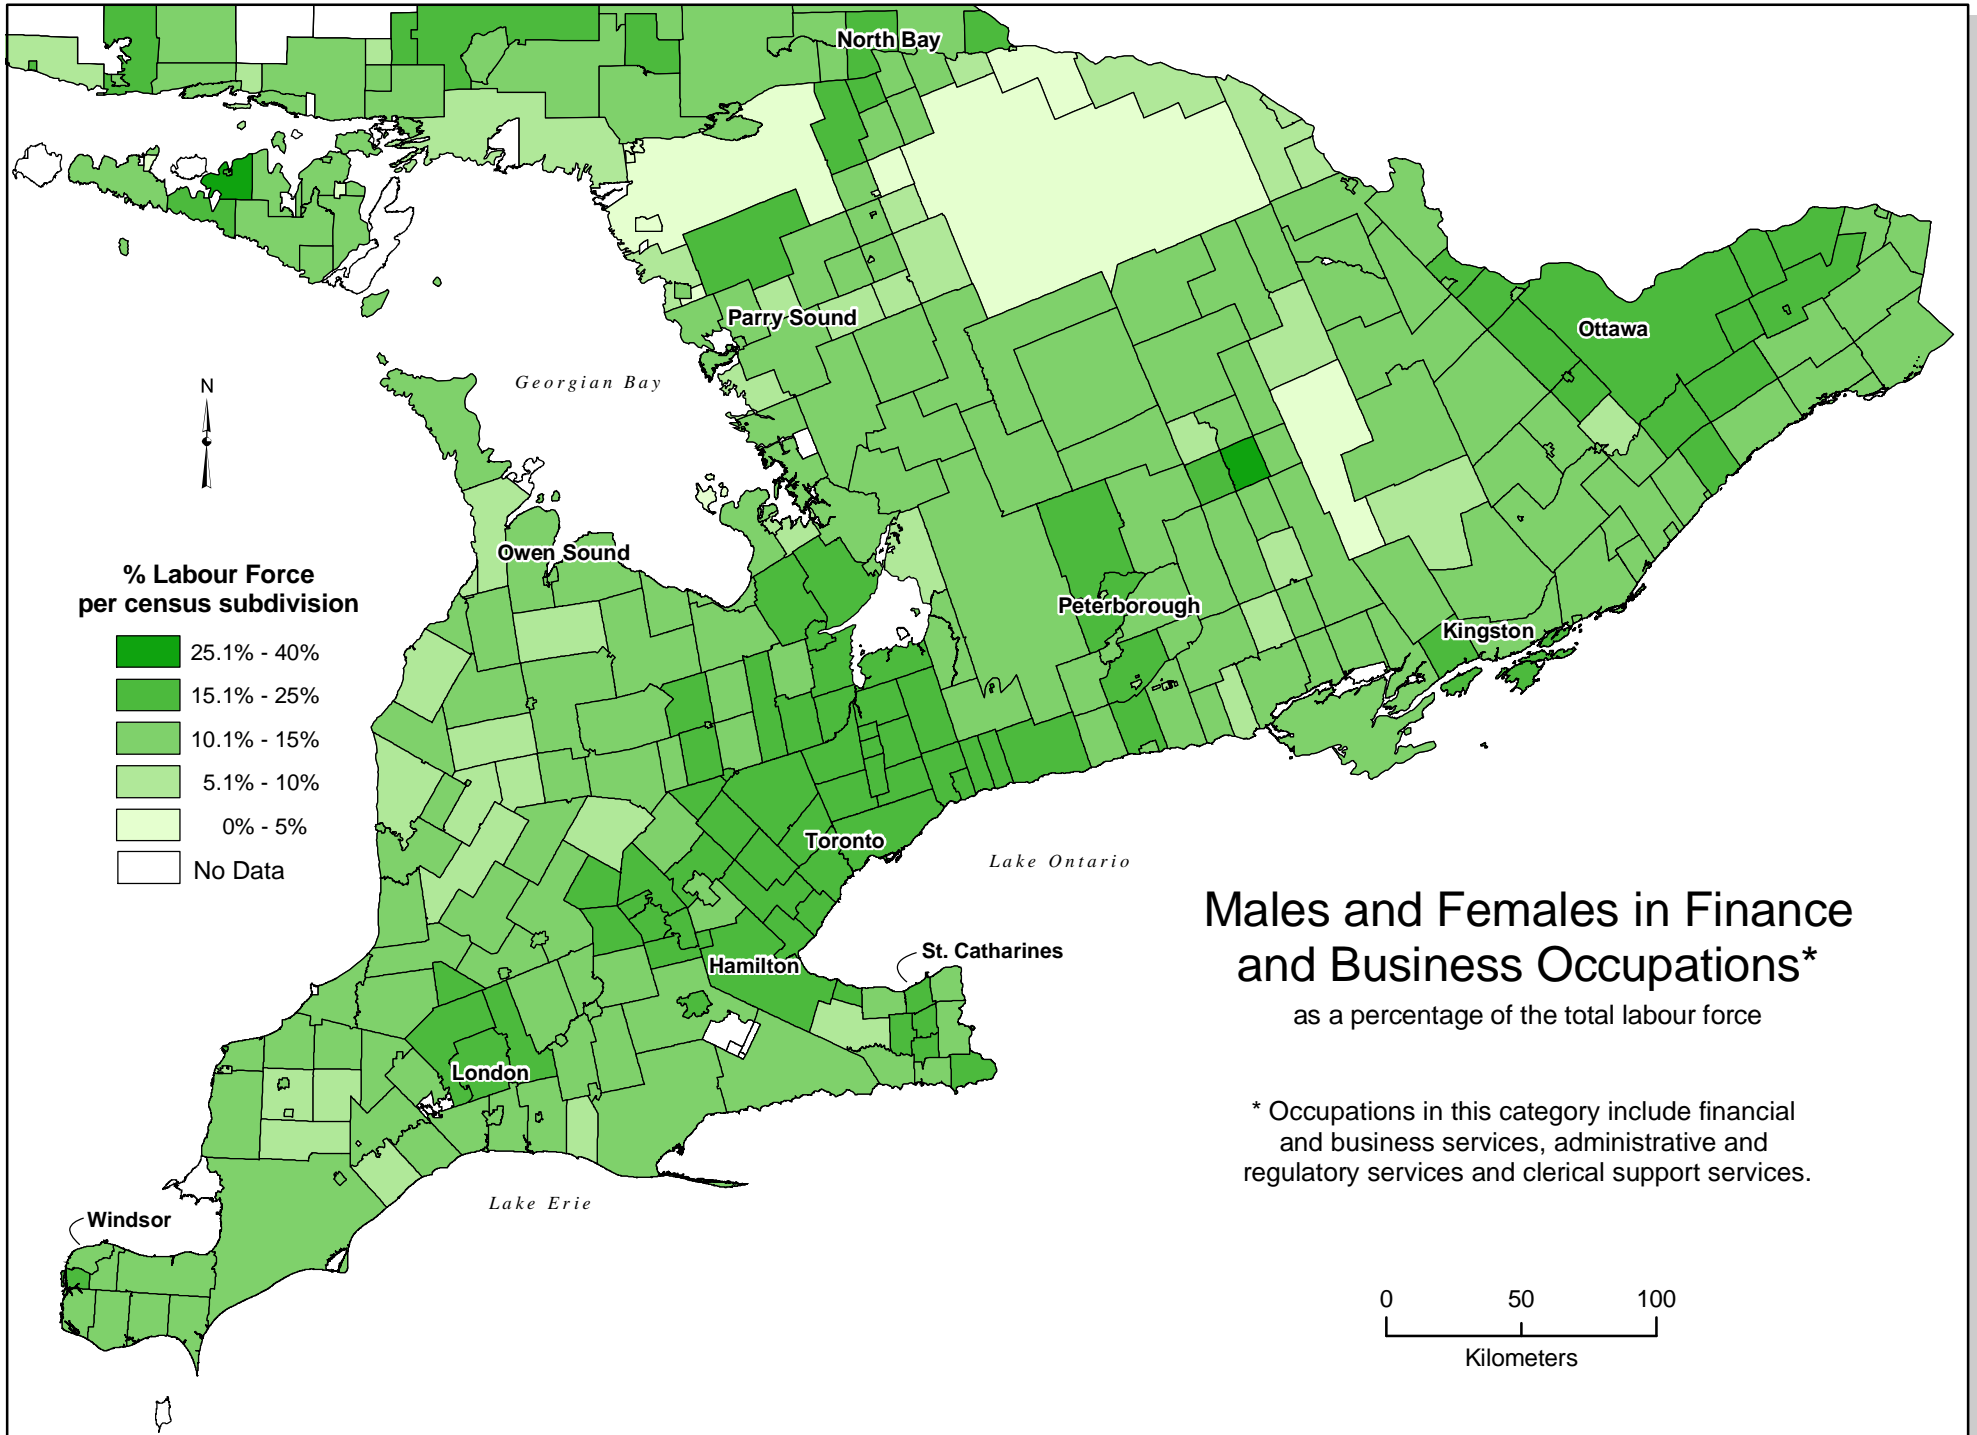 North Bay
Parry Sound
Ottawa
Georgian Bay
N
Owen Sound
% Labour Force
per census subdivision
25.1% - 40%
15.1% - 25%
10.1% - 15%
5.1% - 10%
0% - 5%
No Data
Peterborough
Kingston
Toronto
Lake Ontario
Hamilton
St. Catharines
London
Lake Erie
Windsor
Males and Females in Finance
and Business Occupations*
as a percentage of the total labour force
* Occupations in this category include financial
and business services, administrative and
regulatory services and clerical support services.
0 50 100
Kilometers